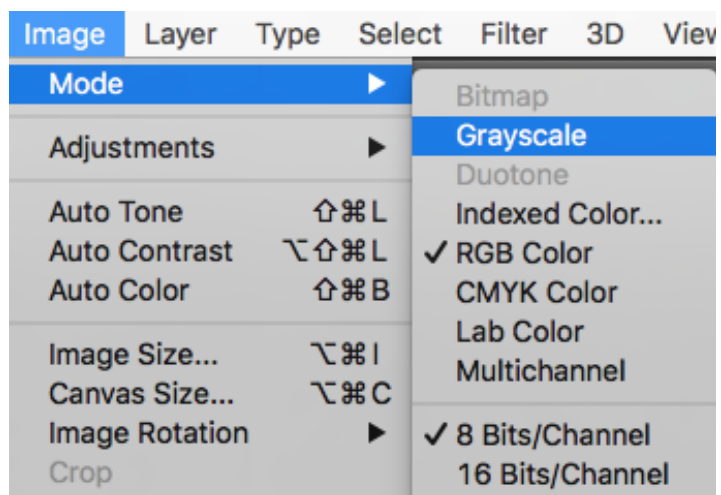 Image Layer Type Select Filter 3D View
Mode ▶
Adjustments ▶
Auto Tone ⇧⌘L
Auto Contrast ⌥⇧⌘L
Auto Color ⇧⌘B
Image Size... ⌥⌘I
Canvas Size... ⌥⌘C
Image Rotation ▶
Crop
Bitmap
Grayscale
Duotone
Indexed Color...
✓ RGB Color
CMYK Color
Lab Color
Multichannel
✓ 8 Bits/Channel
16 Bits/Channel